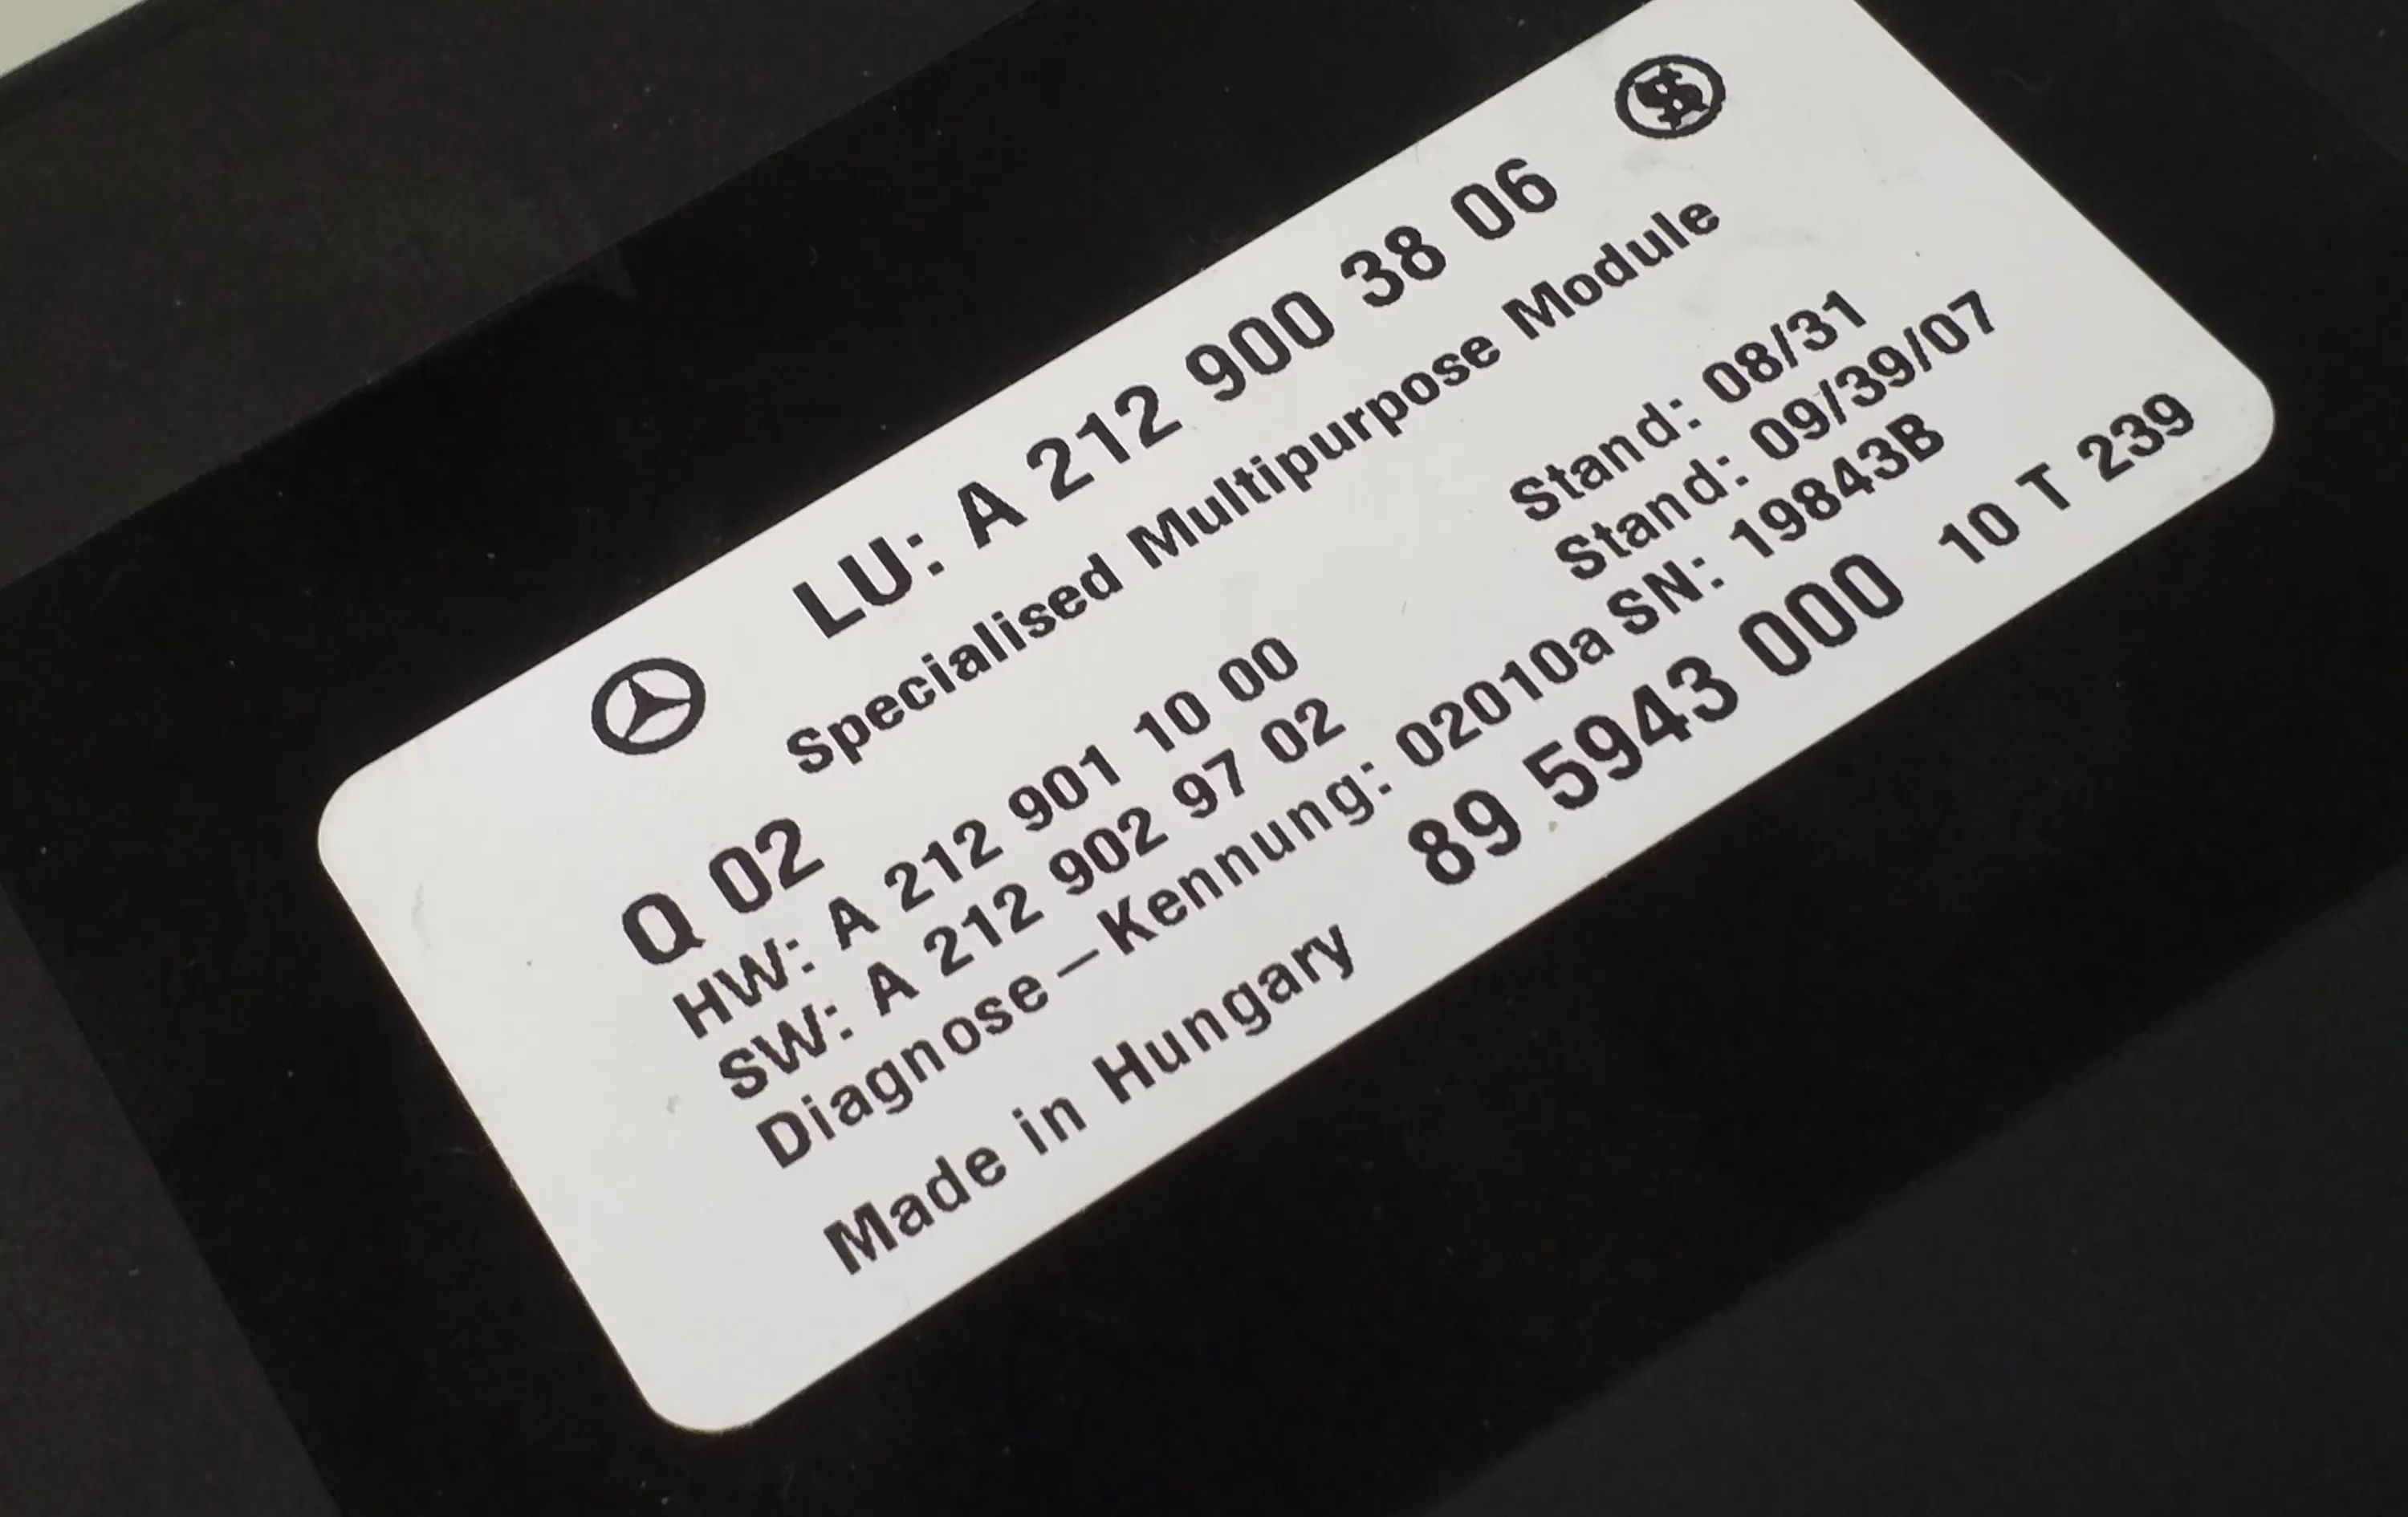 LU: A 212 900 38 06
Specialised Multipurpose Module
Q 02
HW: A 212 901 10 00 Stand: 08/31
SW: A 212 902 97 02 Stand: 09/39/07
Diagnose–Kennung: 02010a SN: 19843B
Made in Hungary 89 5943 000 10 T 239